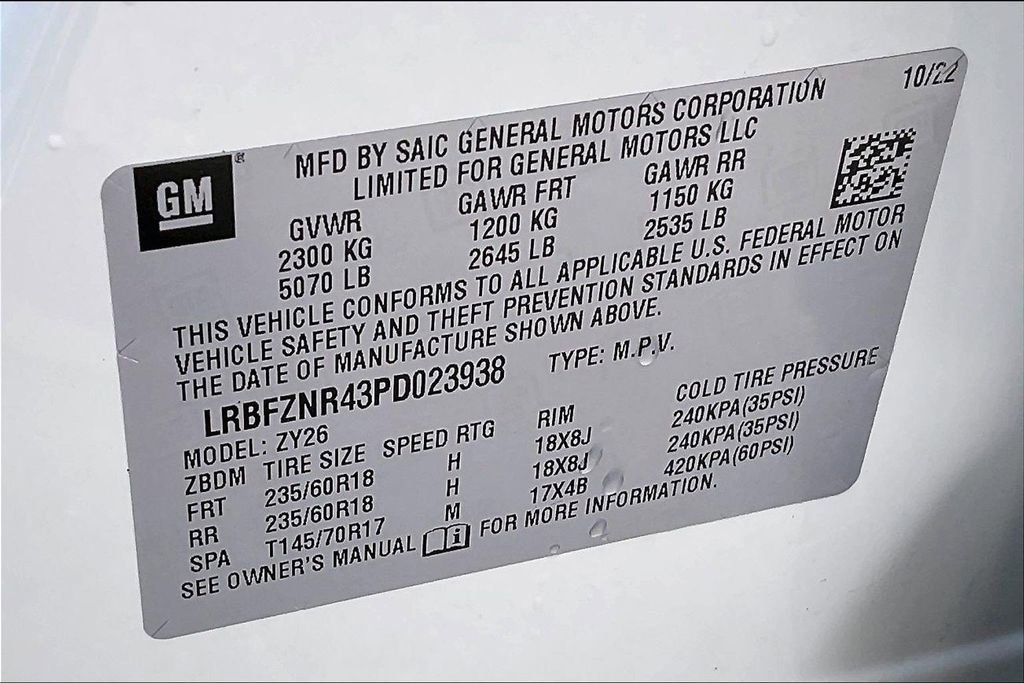 10/22
GM ®
MFD BY SAIC GENERAL MOTORS CORPORATION
LIMITED FOR GENERAL MOTORS LLC
GVWR GAWR FRT GAWR RR
2300 KG 1200 KG 1150 KG
5070 LB 2645 LB 2535 LB
THIS VEHICLE CONFORMS TO ALL APPLICABLE U.S. FEDERAL MOTOR
VEHICLE SAFETY AND THEFT PREVENTION STANDARDS IN EFFECT ON
THE DATE OF MANUFACTURE SHOWN ABOVE.
LRBFZNR43PD023938 TYPE: M.P.V.
MODEL: ZY26
ZBDM TIRE SIZE SPEED RTG RIM COLD TIRE PRESSURE
FRT 235/60R18 H 18X8J 240KPA(35PSI)
RR 235/60R18 H 18X8J 240KPA(35PSI)
SPA T145/70R17 M 17X4B 420KPA(60PSI)
SEE OWNER'S MANUAL i FOR MORE INFORMATION.